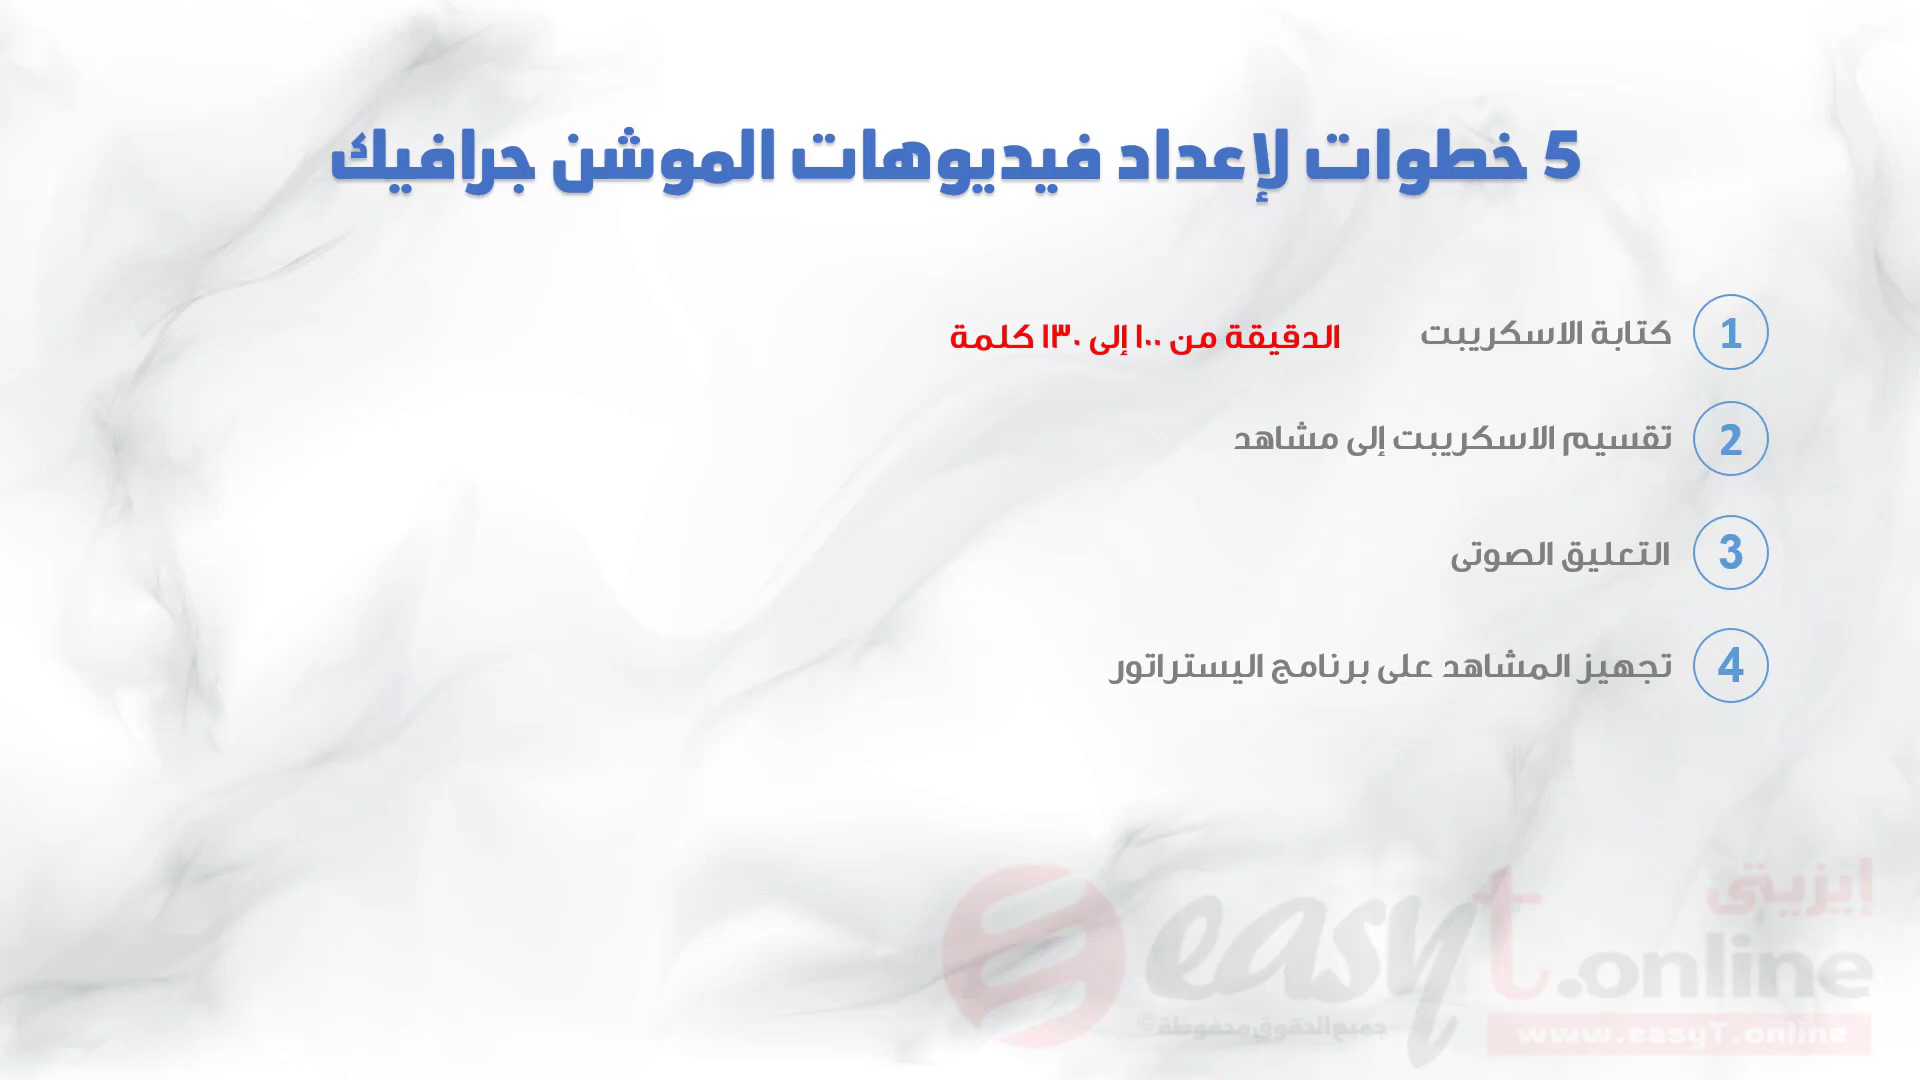 5 خطوات لإعداد فيديوهات الموشن جرافيك
1 كتابة الاسكريبت الدقيقة من ١٠٠ إلى ١٣٠ كلمة
2 تقسيم الاسكريبت إلى مشاهد
3 التعليق الصوتى
4 تجهيز المشاهد على برنامج اليستراتور
إيزيتى
easyT.online
جميع الحقوق محفوظة©
www.easyT.online